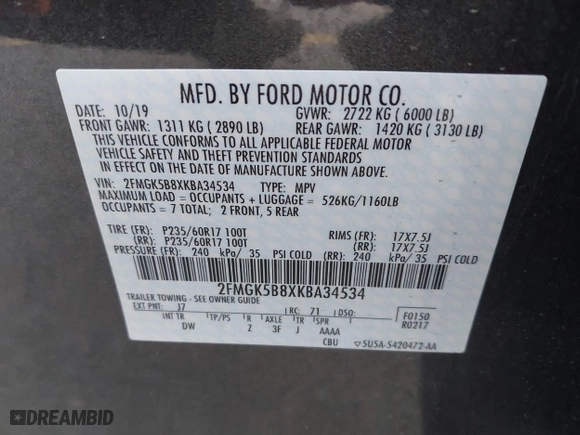 MFD. BY FORD MOTOR CO.
DATE: 10/19 GVWR: 2722 KG ( 6000 LB)
FRONT GAWR: 1311 KG ( 2890 LB) REAR GAWR: 1420 KG ( 3130 LB)
THIS VEHICLE CONFORMS TO ALL APPLICABLE FEDERAL MOTOR
VEHICLE SAFETY AND THEFT PREVENTION STANDARDS
IN EFFECT ON THE DATE OF MANUFACTURE SHOWN ABOVE.
VIN: 2FMGK5B8XKBA34534 TYPE: MPV
MAXIMUM LOAD = OCCUPANTS + LUGGAGE = 526KG/1160LB
OCCUPANTS = 7 TOTAL; 2 FRONT, 5 REAR
TIRE (FR): P235/60R17 100T RIMS (FR): 17X7.5J
(RR): P235/60R17 100T (RR): 17X7.5J
PRESSURE (FR): 240 kPa/ 35 PSI COLD (RR): 240 kPa/ 35 PSI COLD
2FMGK5B8XKBA34534
TRAILER TOWING - SEE OWNER GUIDE
EXT PNT: J7 RC: 71 DSO: F0150
INT TR TP/PS R AXLE TR SPR R0217
DW Z 3F J AAAA
CBU ▽5U5A-5420472-AA
DREAMBID